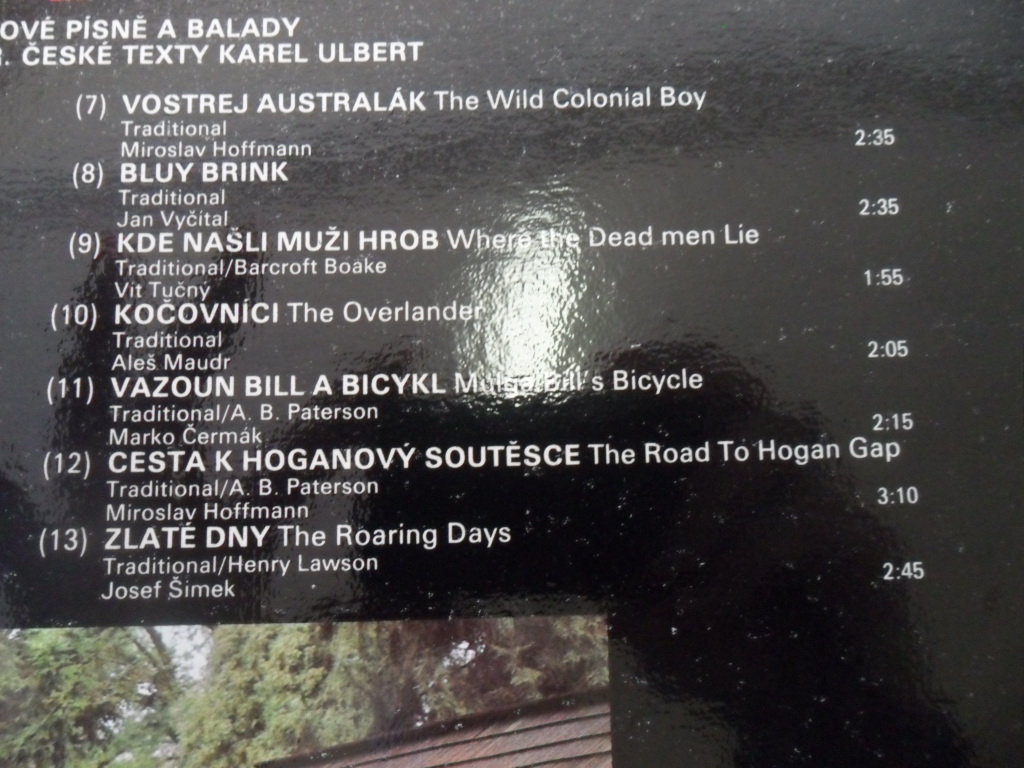 OVÉ PÍSNĚ A BALADY
. ČESKÉ TEXTY KAREL ULBERT
(7) VOSTREJ AUSTRALÁK The Wild Colonial Boy
Traditional
Miroslav Hoffmann 2:35
(8) BLUY BRINK
Traditional
Jan Vyčítal 2:35
(9) KDE NAŠLI MUŽI HROB Where the Dead men Lie
Traditional/Barcroft Boake
Vít Tučný 1:55
(10) KOČOVNÍCI The Overlander
Traditional
Aleš Maudr 2:05
(11) VAZOUN BILL A BICYKL Mulga Bill's Bicycle
Traditional/A. B. Paterson
Marko Čermák 2:15
(12) CESTA K HOGANOVÝ SOUTĚSCE The Road To Hogan Gap
Traditional/A. B. Paterson
Miroslav Hoffmann 3:10
(13) ZLATÉ DNY The Roaring Days
Traditional/Henry Lawson
Josef Šimek 2:45